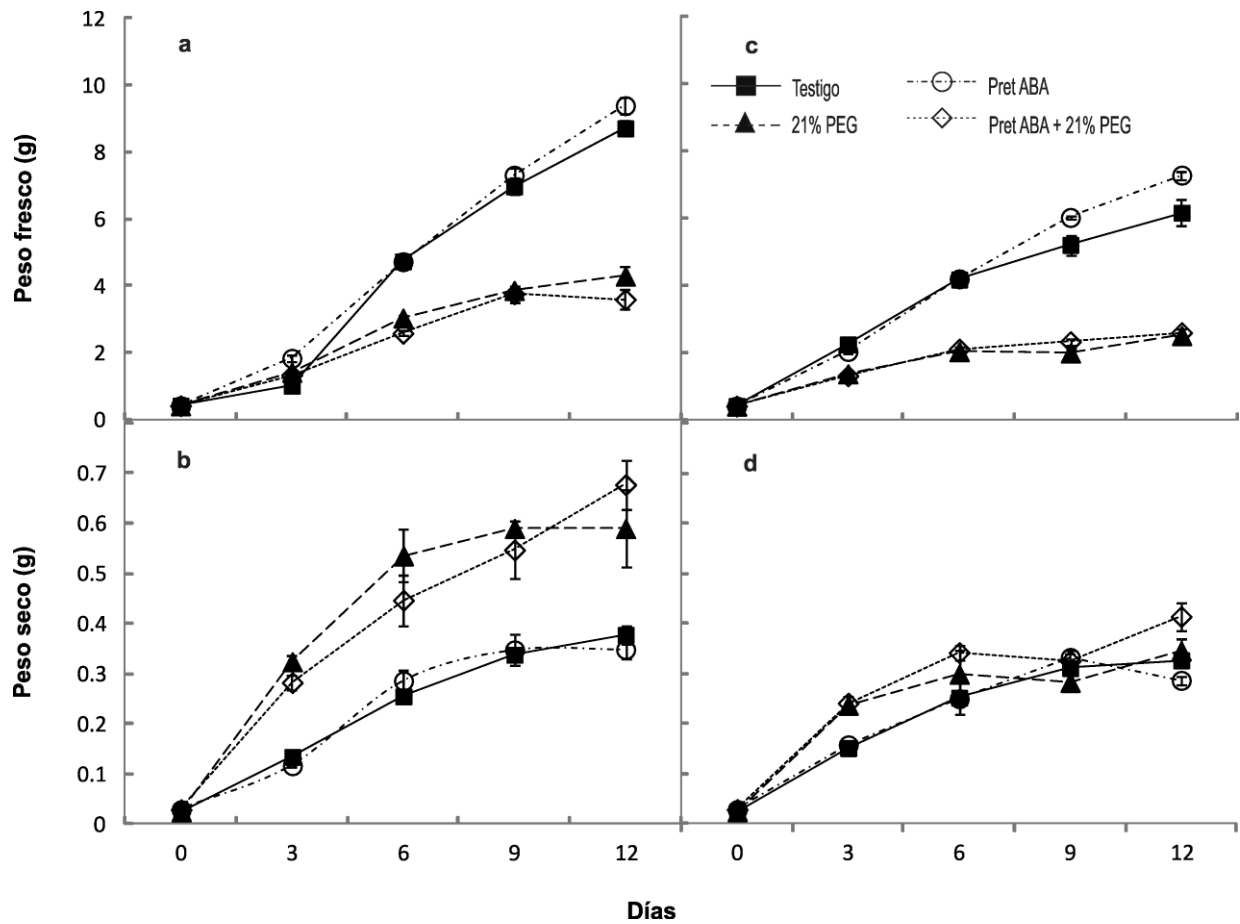 12
10
8
6
4
2
0
Peso fresco (g)
a
c
Testigo
Pret ABA
21% PEG
Pret ABA + 21% PEG
0.7
0.6
0.5
0.4
0.3
0.2
0.1
0
Peso seco (g)
b
d
0 3 6 9 12 0 3 6 9 12
Días